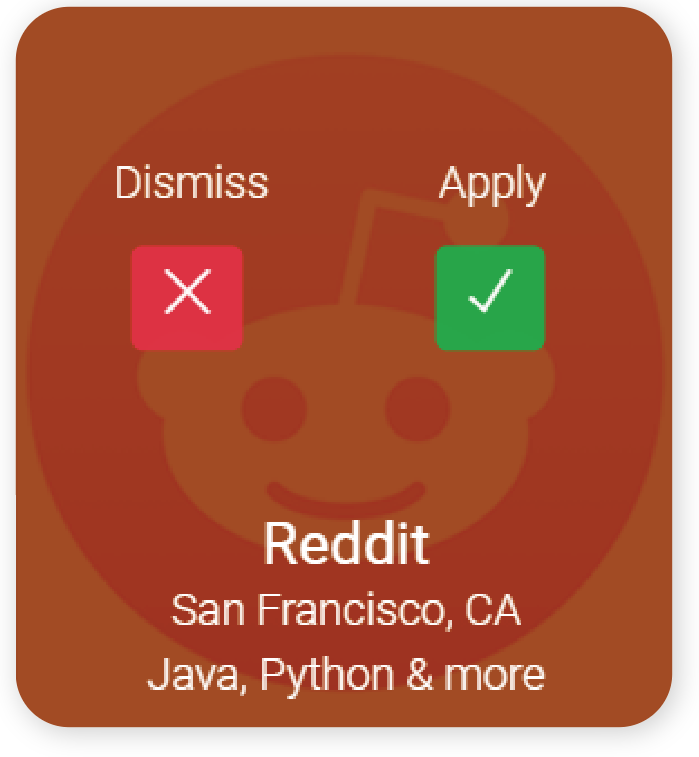 Dismiss Apply
Reddit
San Francisco, CA
Java, Python & more